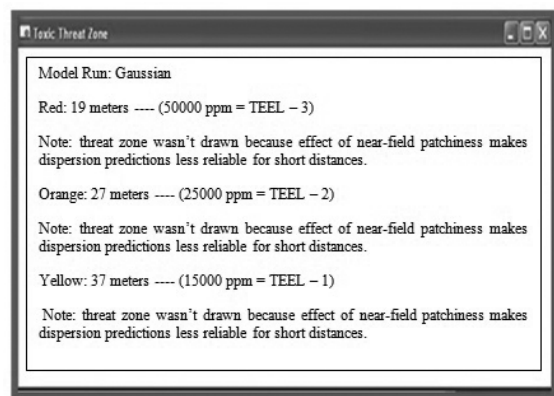 Toxic Threat Zone
Model Run: Gaussian
Red: 19 meters ---- (50000 ppm = TEEL – 3)
Note: threat zone wasn't drawn because effect of near-field patchiness makes
dispersion predictions less reliable for short distances.
Orange: 27 meters ---- (25000 ppm = TEEL – 2)
Note: threat zone wasn't drawn because effect of near-field patchiness makes
dispersion predictions less reliable for short distances.
Yellow: 37 meters ---- (15000 ppm = TEEL – 1)
Note: threat zone wasn't drawn because effect of near-field patchiness makes
dispersion predictions less reliable for short distances.